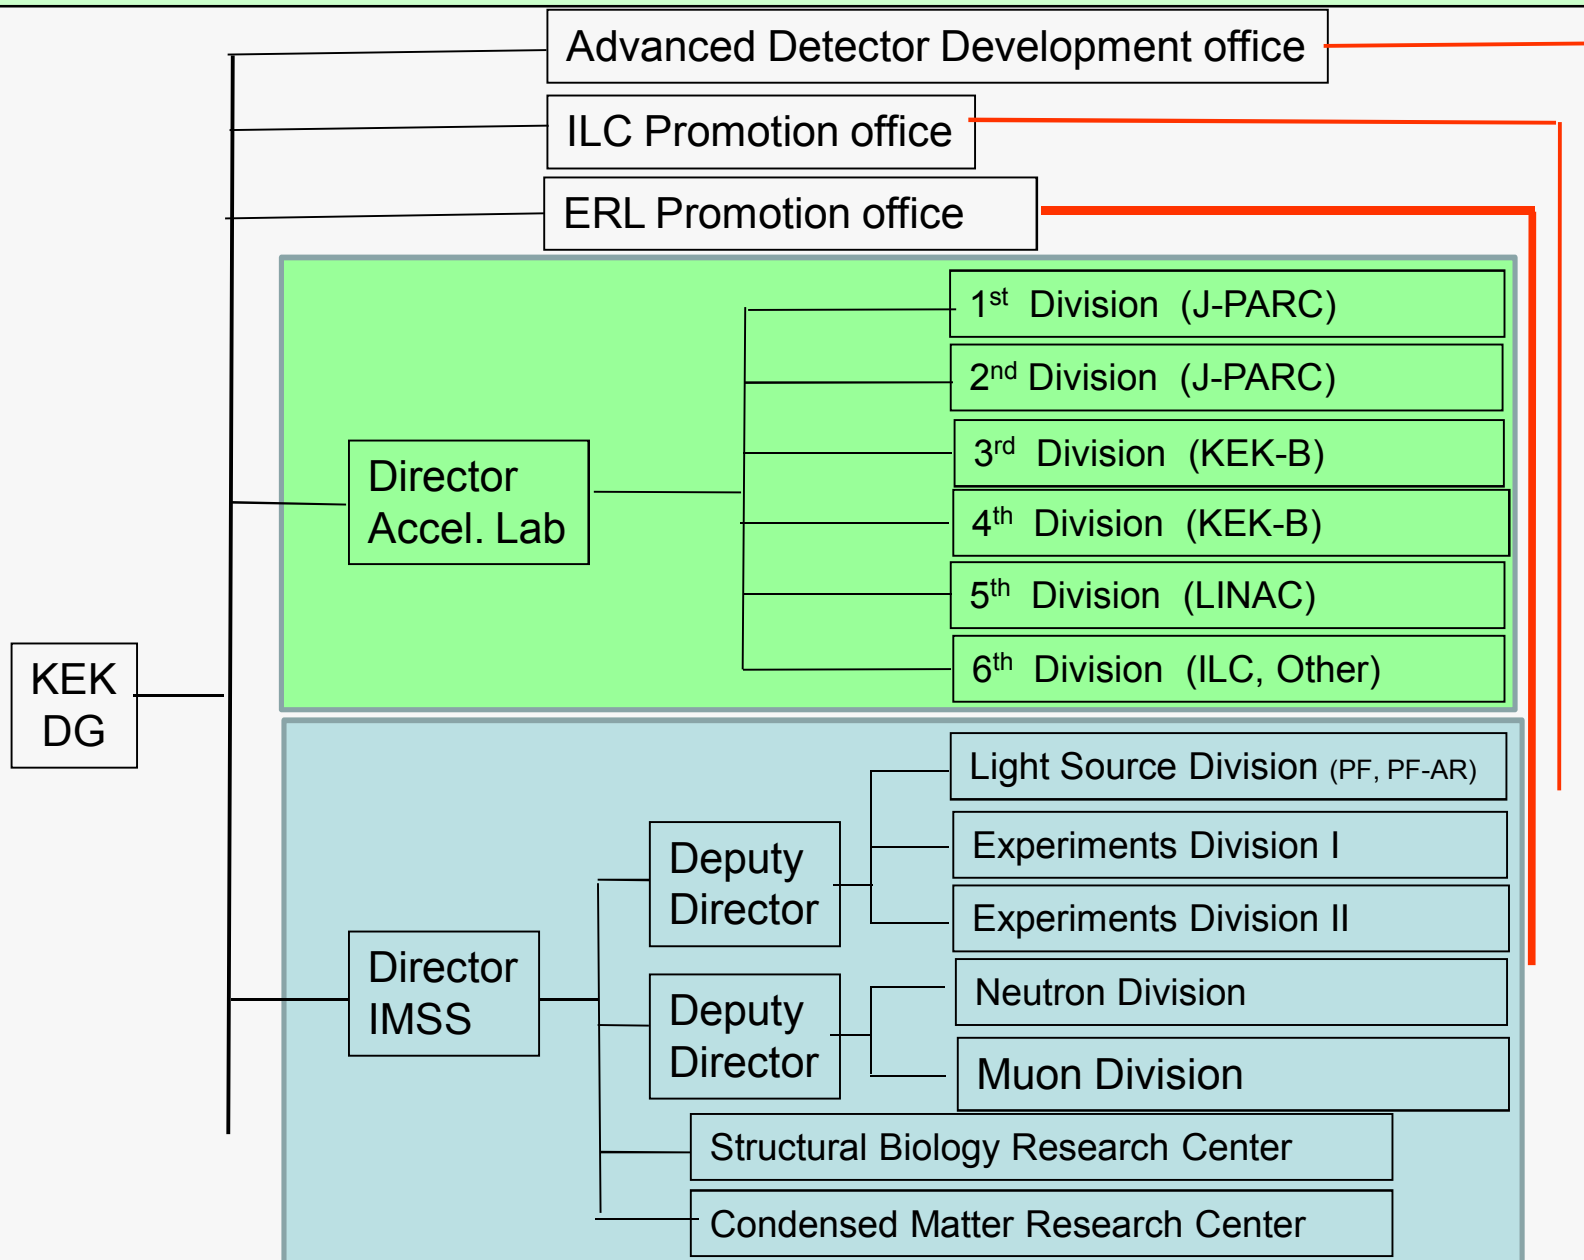 Advanced Detector Development office
ILC Promotion office
ERL Promotion office
1st Division (J-PARC)
2nd Division (J-PARC)
3rd Division (KEK-B)
Director
Accel. Lab
4th Division (KEK-B)
5th Division (LINAC)
6th Division (ILC, Other)
KEK
DG
Light Source Division (PF, PF-AR)
Deputy
Director
Experiments Division I
Experiments Division II
Director
IMSS
Deputy
Director
Neutron Division
Muon Division
Structural Biology Research Center
Condensed Matter Research Center